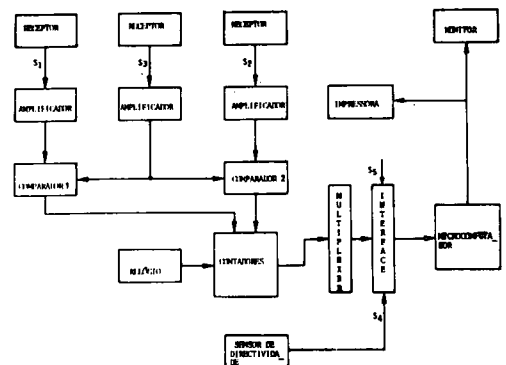 RECEPTOR
RECEPTOR
RECEPTOR
MONITOR
S1
S3
S2
AMPLIFICADOR
AMPLIFICADOR
AMPLIFICADOR
IMPRESSORA
COMPARADOR 1
COMPARADOR 2
S5
MULTIPLEXER
INTERFACE
MICROCOMPUTA_
DOR
RELÓGIO
CONTADORES
S4
SENSOR DE
DIRECTIVIDA_
DE